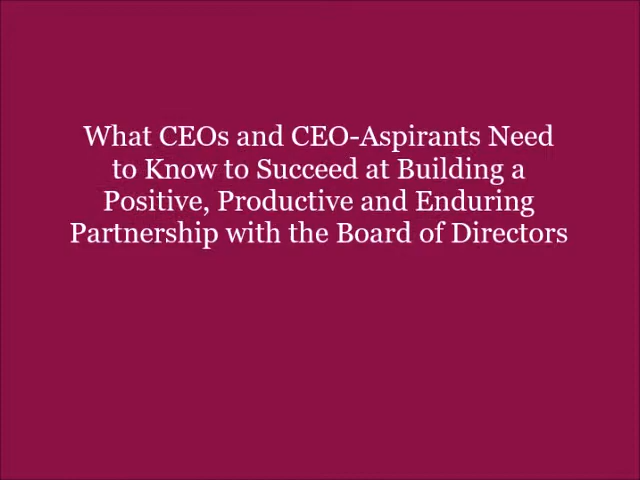 What CEOs and CEO-Aspirants Need
to Know to Succeed at Building a
Positive, Productive and Enduring
Partnership with the Board of Directors